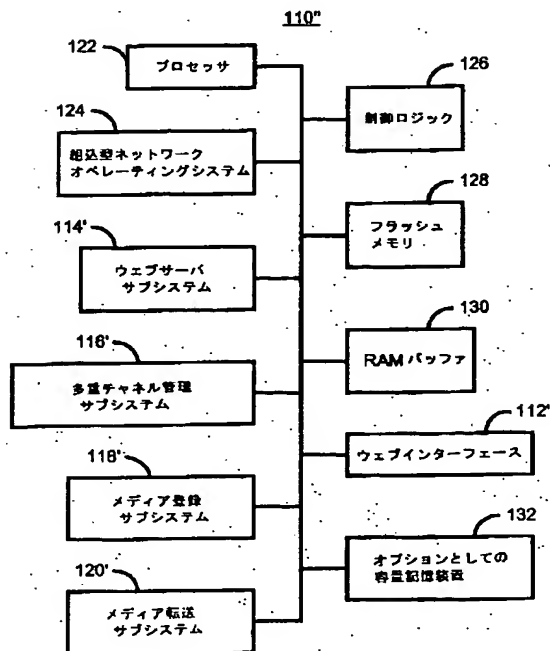 110"
122
プロセッサ
124
組込型ネットワーク
オペレーティングシステム
114'
ウェブサーバ
サブシステム
116'
多重チャネル管理
サブシステム
118'
メディア登録
サブシステム
120'
メディア転送
サブシステム
126
制御ロジック
128
フラッシュ
メモリ
130
RAMバッファ
112'
ウェブインターフェース
132
オプションとしての
容量記憶装置